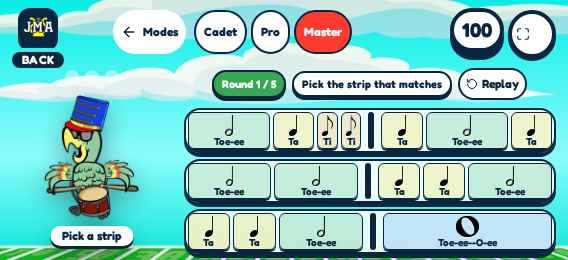 JMA
BACK
Modes
Cadet
Pro
Master
100
Round 1 / 5
Pick the strip that matches
Replay
Toe-ee Ta Ti Ti Ta Toe-ee Ta
Toe-ee Toe-ee Ta Ta Toe-ee
Ta Ta Toe-ee Toe-ee--O-ee
Pick a strip